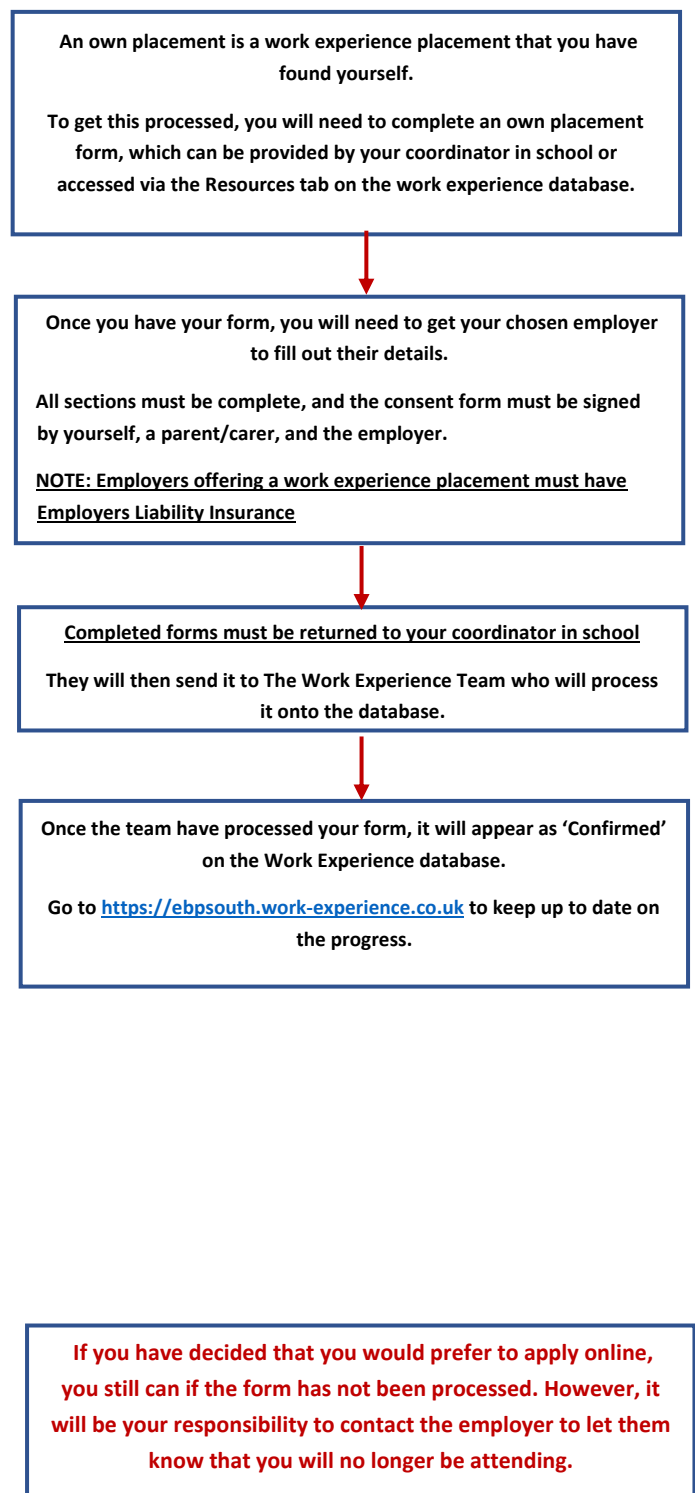 An own placement is a work experience placement that you have
found yourself.
To get this processed, you will need to complete an own placement
form, which can be provided by your coordinator in school or
accessed via the Resources tab on the work experience database.
Once you have your form, you will need to get your chosen employer
to fill out their details.
All sections must be complete, and the consent form must be signed
by yourself, a parent/carer, and the employer.
NOTE: Employers offering a work experience placement must have
Employers Liability Insurance
Completed forms must be returned to your coordinator in school
They will then send it to The Work Experience Team who will process
it onto the database.
Once the team have processed your form, it will appear as ‘Confirmed’
on the Work Experience database.
Go to https://ebpsouth.work-experience.co.uk to keep up to date on
the progress.
If you have decided that you would prefer to apply online,
you still can if the form has not been processed. However, it
will be your responsibility to contact the employer to let them
know that you will no longer be attending.